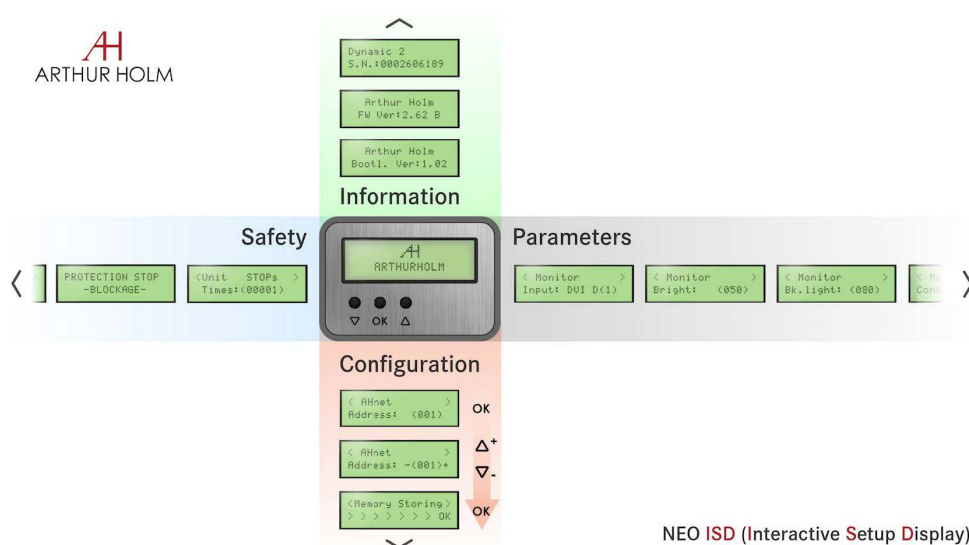 ARTHUR HOLM
Dynamic 2
S.N.:0002606189
Arthur Holm
FW Ver:2.62 B
Arthur Holm
Bootl. Ver:1.02
Information
Safety
Parameters
PROTECTION STOP
-BLOCKAGE-
<Unit STOPs >
Times:(00001)
ARTHURHOLM
OK
< Monitor >
Input: DVI D(1)
< Monitor >
Bright: (050)
< Monitor >
Bk.light: (080)
Configuration
< AHnet >
Address: (001)
OK
< AHnet >
Address: -(001)+
+
-
<Memory Storing>
> > > > > > > OK
OK
NEO ISD (Interactive Setup Display)